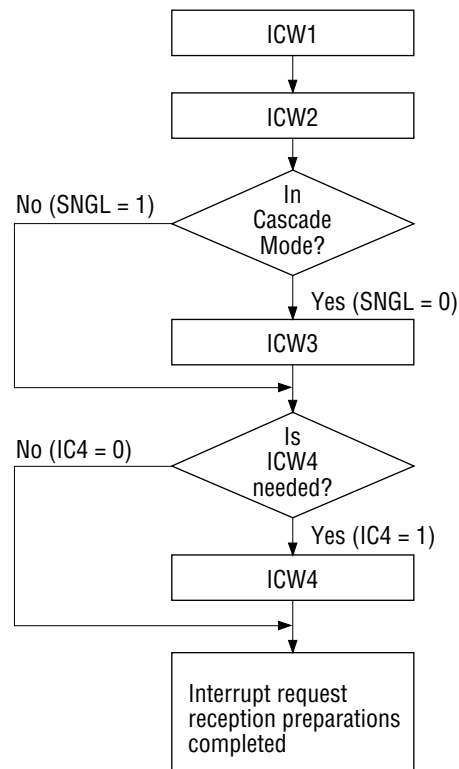 ICW1
ICW2
In
Cascade
Mode?
No (SNGL = 1)
Yes (SNGL = 0)
ICW3
Is
ICW4
needed?
No (IC4 = 0)
Yes (IC4 = 1)
ICW4
Interrupt request
reception preparations
completed